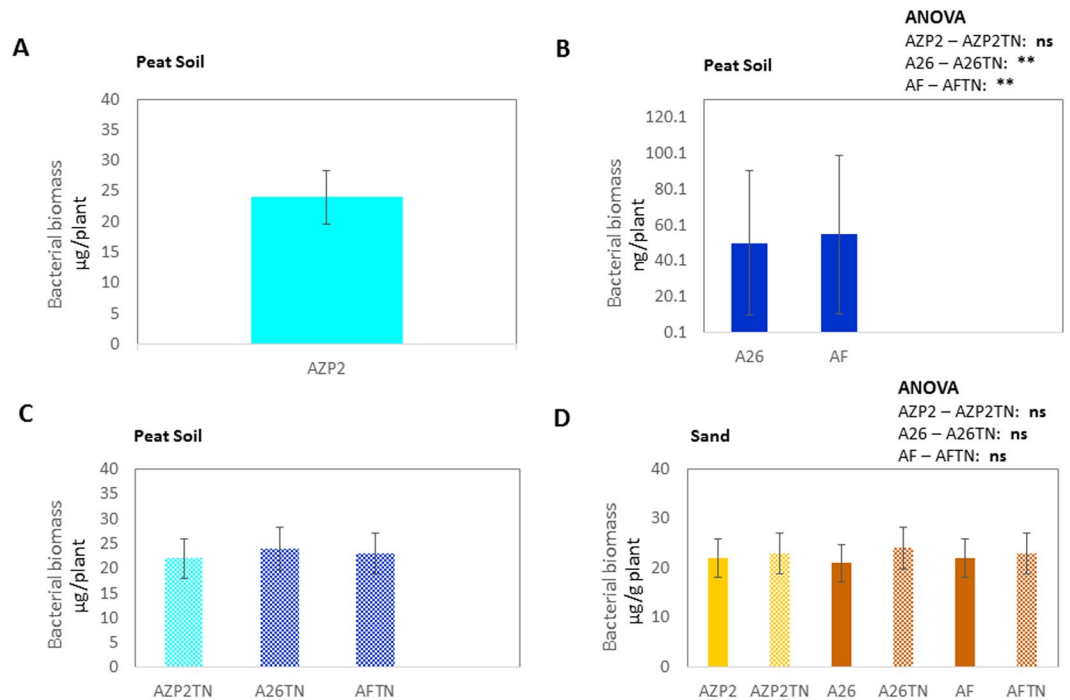 A
Peat Soil
Bacterial biomass
µg/plant
40
35
30
25
20
15
10
5
0
AZP2
B
ANOVA
AZP2 – AZP2TN: ns
A26 – A26TN: **
AF – AFTN: **
Peat Soil
Bacterial biomass
ng/plant
120.1
100.1
80.1
60.1
40.1
20.1
0.1
A26 AF
C
Peat Soil
Bacterial biomass
µg/plant
40
35
30
25
20
15
10
5
0
AZP2TN A26TN AFTN
D
ANOVA
AZP2 – AZP2TN: ns
A26 – A26TN: ns
AF – AFTN: ns
Sand
Bacterial biomass
µg/g plant
40
30
20
10
0
AZP2 AZP2TN A26 A26TN AF AFTN